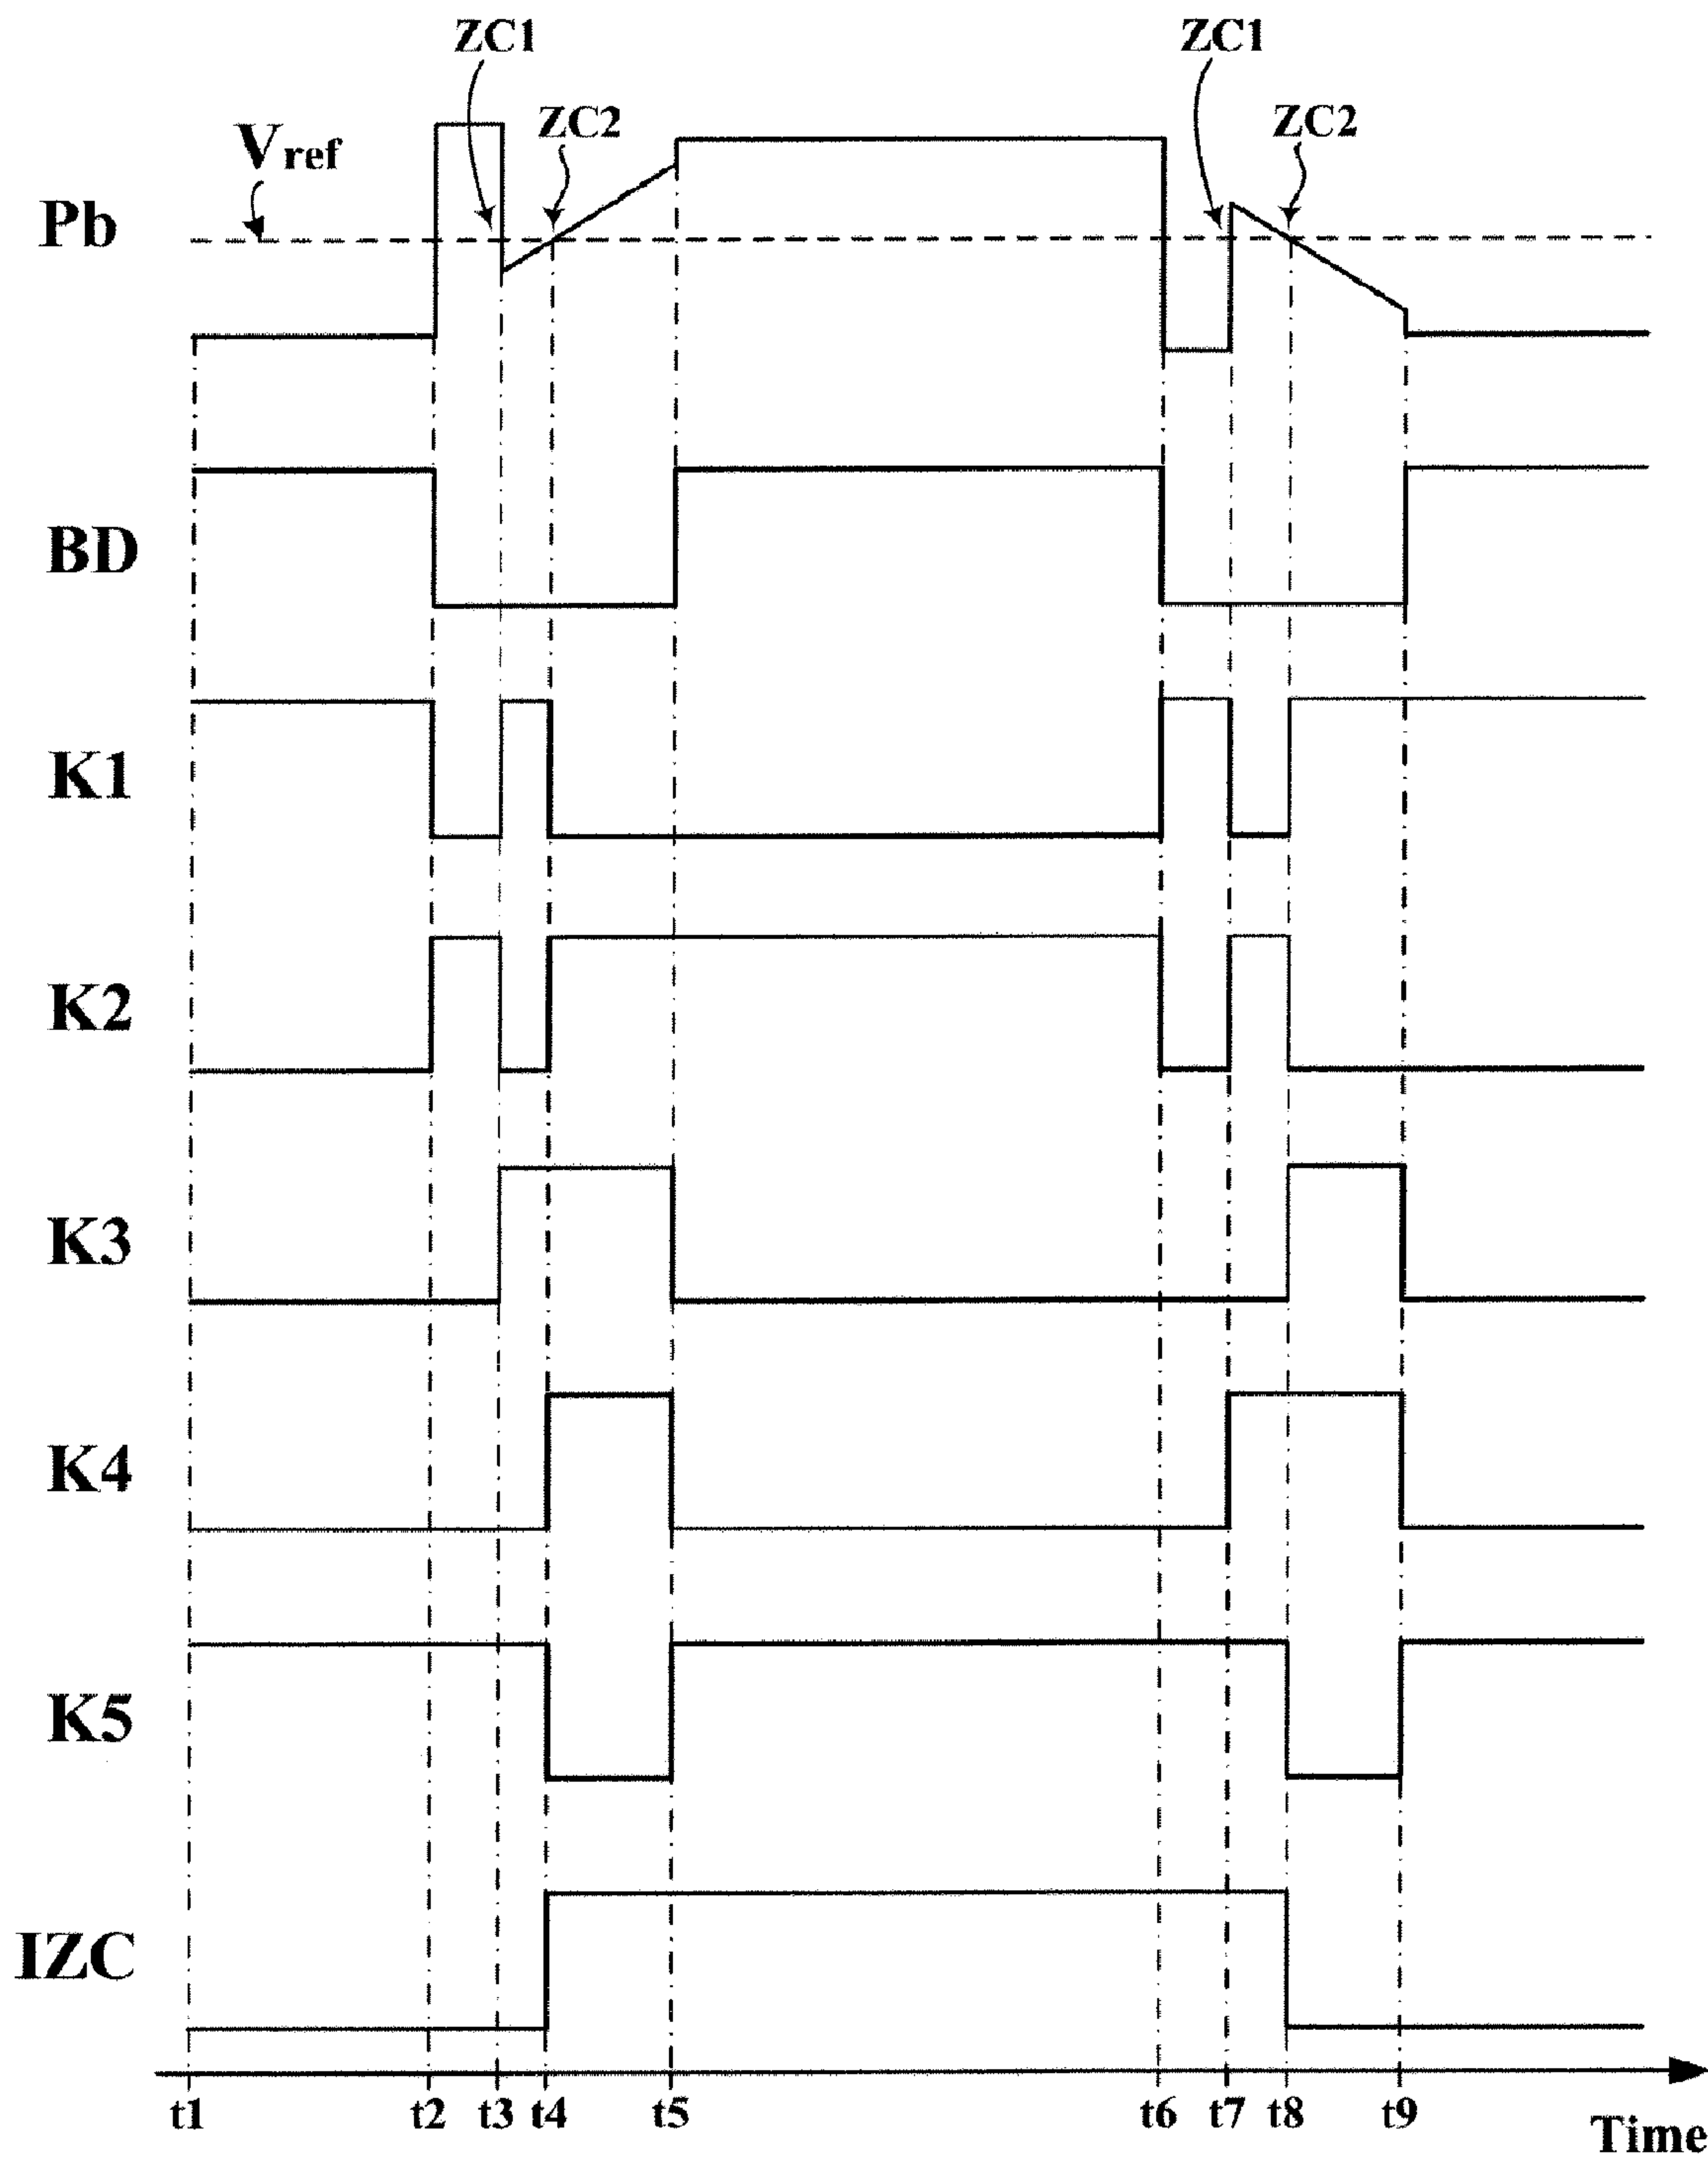 ZC1
ZC1
ZC2
ZC2
Vref
Pb
BD
K1
K2
K3
K4
K5
IZC
t1 t2 t3 t4 t5 t6 t7 t8 t9
Time